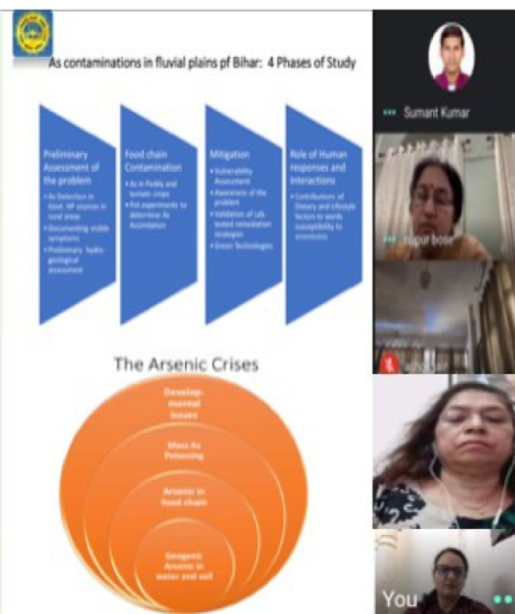 As contaminations in fluvial plains pf Bihar: 4 Phases of Study
Preliminary
Assessment of
the problem
• As Detection in
Govt. HP sources in
rural areas
• Documenting visible
symptoms
• Preliminary hydro-
geological
assessment
Food chain
Contamination
• As in Paddy and
tomato crops
• Pot experiments to
determine As
Assimilation
Mitigation
• Vulnerability
Assessment
• Awareness of the
problem
• Validation of Lab.
tested remediation
strategies
• Green Technologies
Role of Human
responses and
interactions
• Contributions of
Dietary and Lifestyle
factors to wards
susceptibility to
arsenicosis
The Arsenic Crises
Develop-
mental
issues
Mass As
Poisoning
Arsenic in
food chain
Geogenic
Arsenic in
water and soil
Sumant Kumar
nupur bose
You